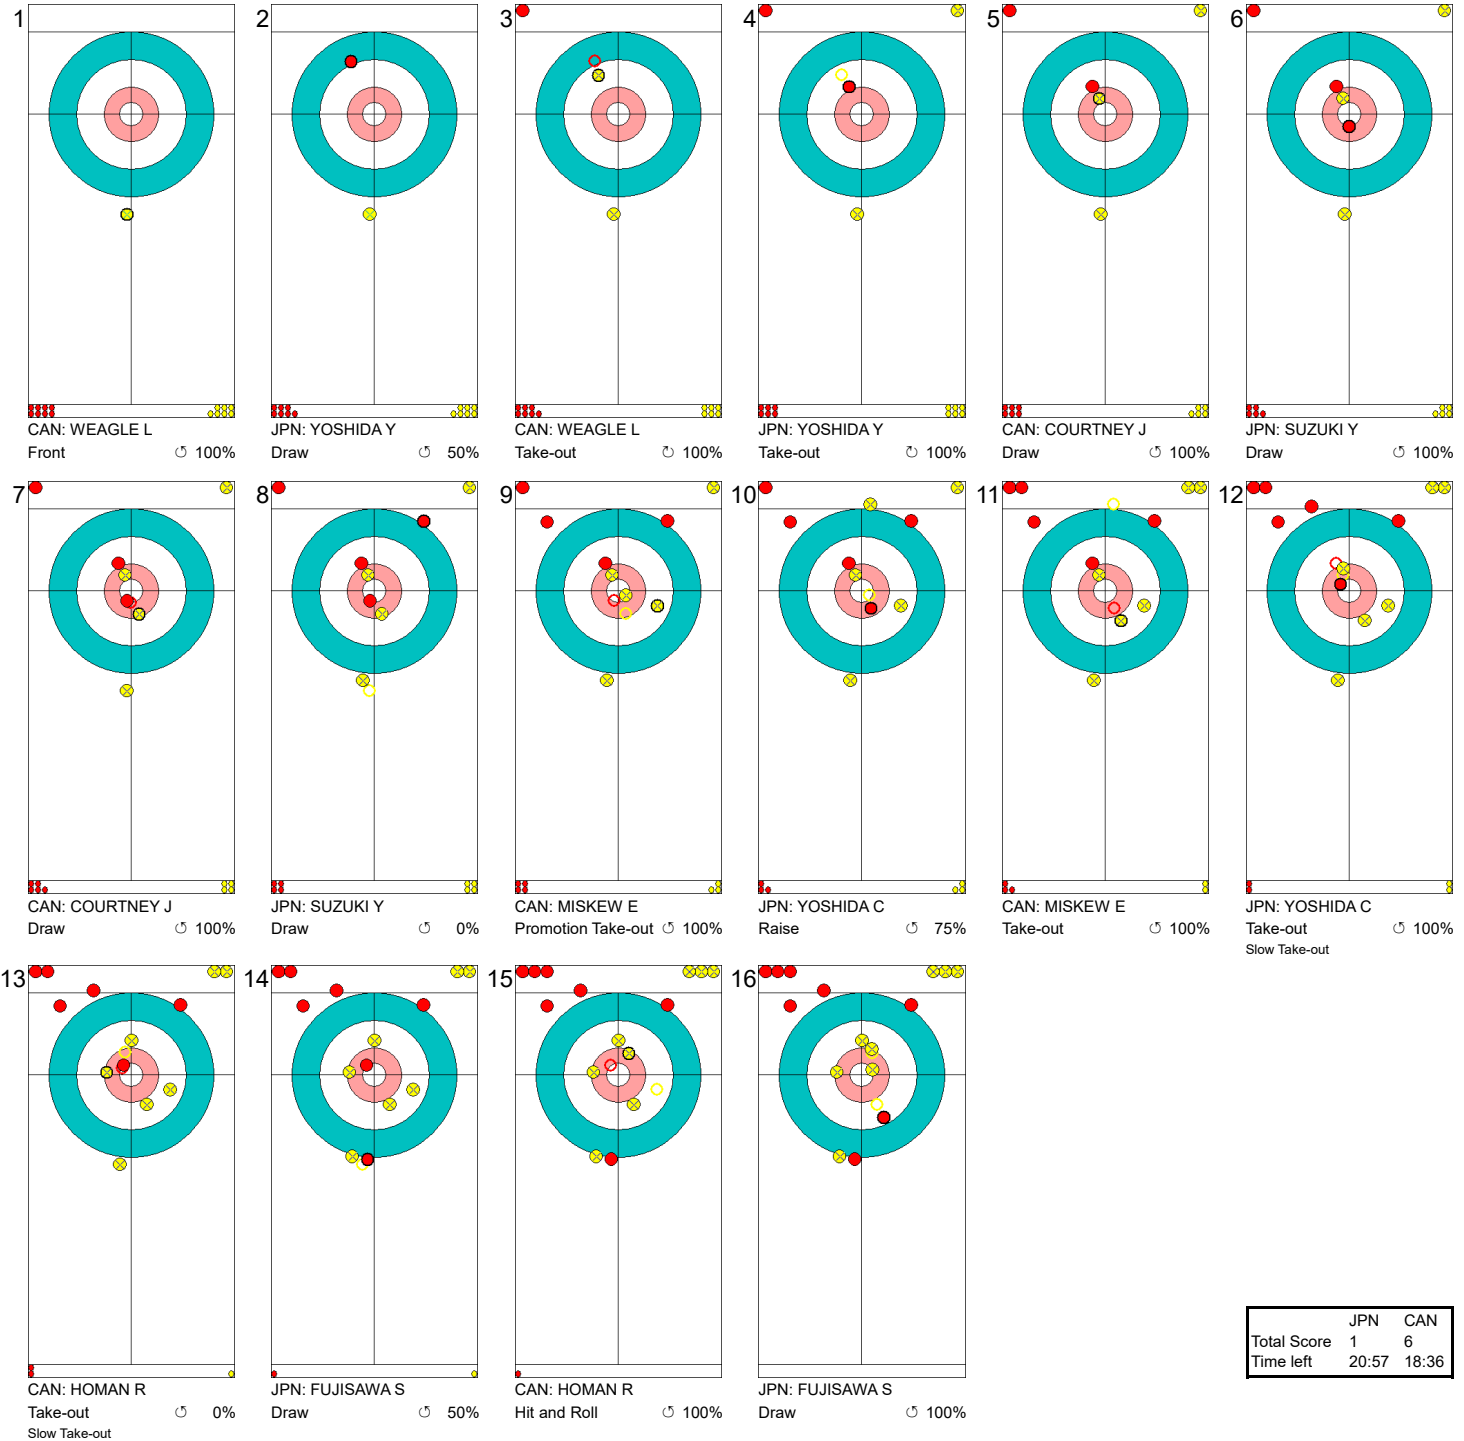 1
2
3
4
5
6
CAN: WEAGLE L
Front ↺ 100%
JPN: YOSHIDA Y
Draw ↺ 50%
CAN: WEAGLE L
Take-out ↻ 100%
JPN: YOSHIDA Y
Take-out ↻ 100%
CAN: COURTNEY J
Draw ↺ 100%
JPN: SUZUKI Y
Draw ↺ 100%
7
8
9
10
11
12
CAN: COURTNEY J
Draw ↺ 100%
JPN: SUZUKI Y
Draw ↺ 0%
CAN: MISKEW E
Promotion Take-out ↺ 100%
JPN: YOSHIDA C
Raise ↺ 75%
CAN: MISKEW E
Take-out ↺ 100%
JPN: YOSHIDA C
Take-out ↺ 100%
Slow Take-out
13
14
15
16
CAN: HOMAN R
Take-out ↺ 0%
Slow Take-out
JPN: FUJISAWA S
Draw ↺ 50%
CAN: HOMAN R
Hit and Roll ↺ 100%
JPN: FUJISAWA S
Draw ↺ 100%
JPN CAN
Total Score 1 6
Time left 20:57 18:36